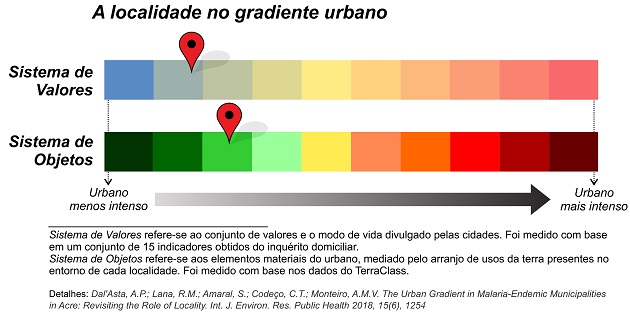 A localidade no gradiente urbano
Sistema de
Valores
Sistema de
Objetos
Urbano
menos intenso
Urbano
mais intenso
Sistema de Valores refere-se ao conjunto de valores e o modo de vida divulgado pelas cidades. Foi medido com base
em um conjunto de 15 indicadores obtidos do inquérito domiciliar.
Sistema de Objetos refere-se aos elementos materiais do urbano, mediado pelo arranjo de usos da terra presentes no
entorno de cada localidade. Foi medido com base nos dados do TerraClass.
Detalhes: Dal'Asta, A.P.; Lana, R.M.; Amaral, S.; Codeço, C.T.; Monteiro, A.M.V. The Urban Gradient in Malaria-Endemic Municipalities
in Acre: Revisiting the Role of Locality. Int. J. Environ. Res. Public Health 2018, 15(6), 1254